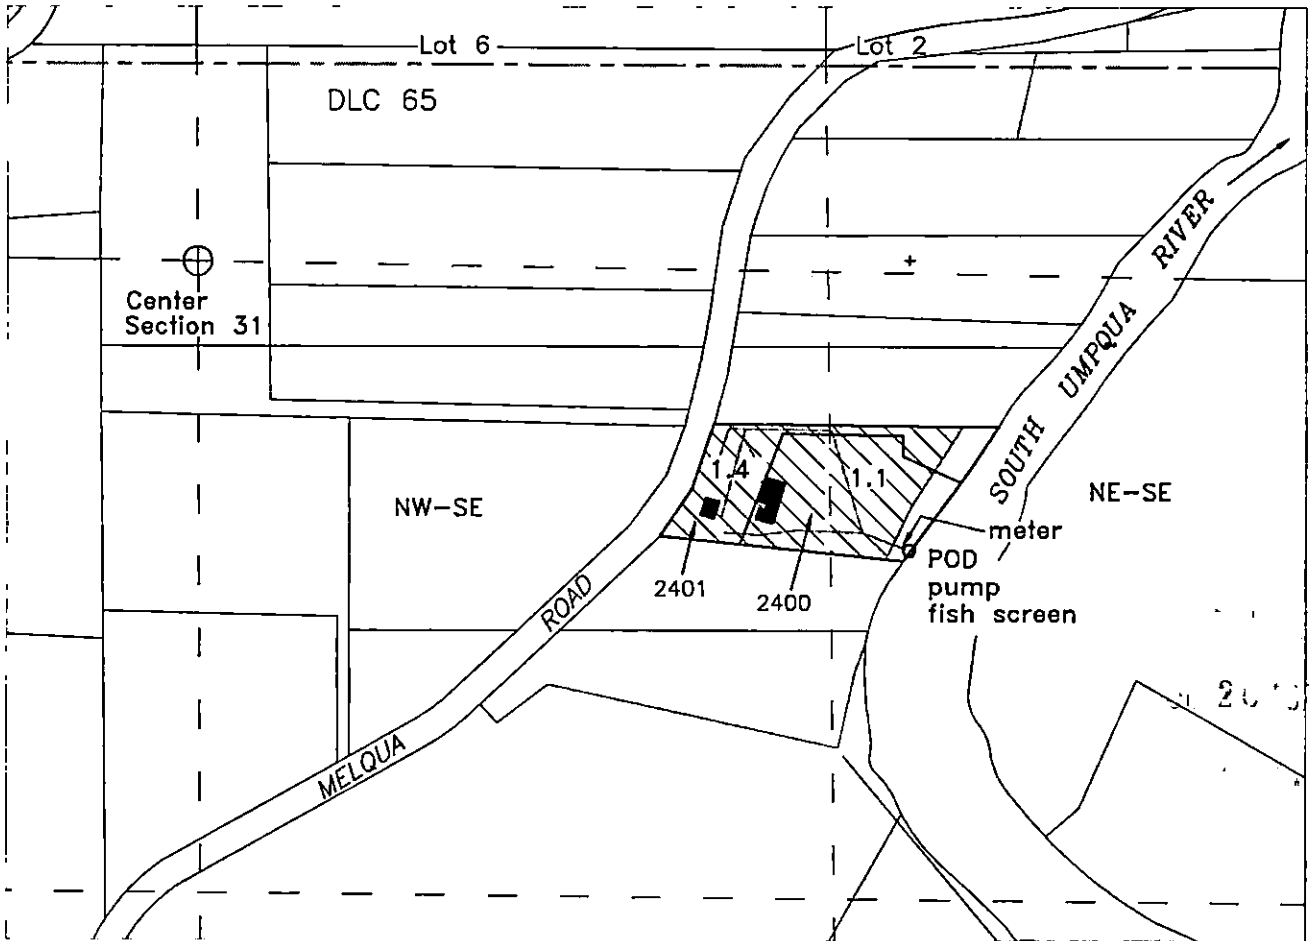 Lot 6
Lot 2
DLC 65
SOUTH UMPQUA RIVER
Center
Section 31
1.4
1.1
NW-SE
NE-SE
meter
2401
2400
POD
pump
fish screen
MELQUA ROAD